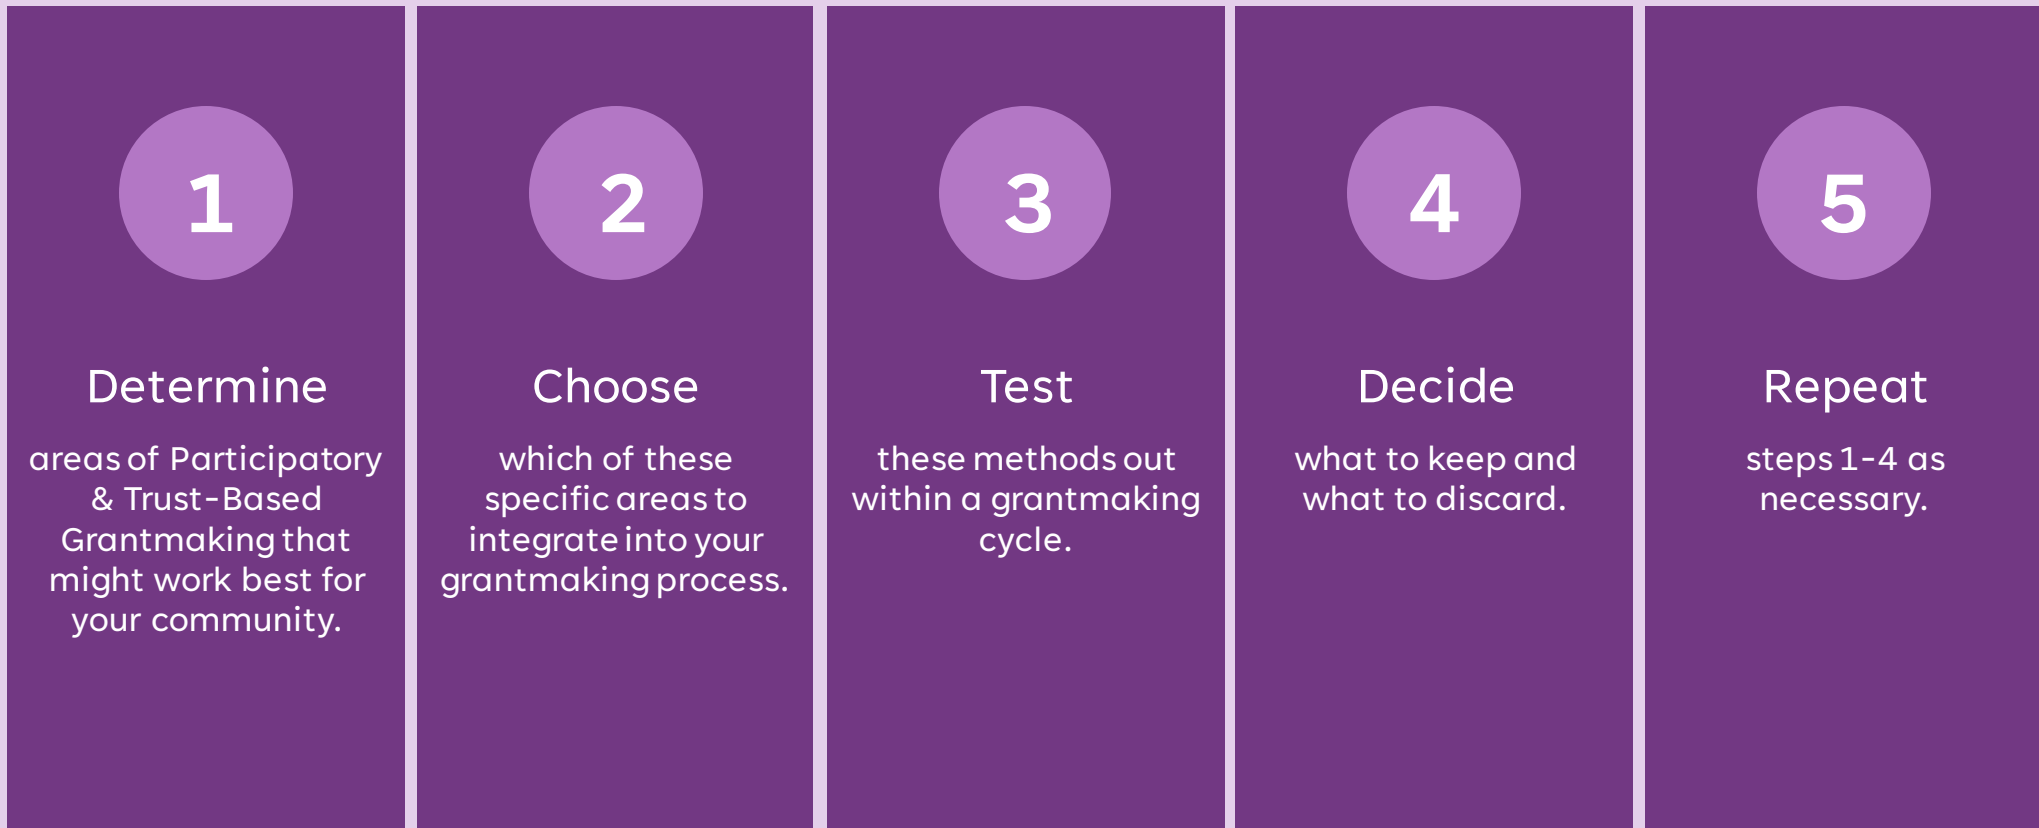 1
Determine
areas of Participatory
& Trust-Based
Grantmaking that
might work best for
your community.
2
Choose
which of these
specific areas to
integrate into your
grantmaking process.
3
Test
these methods out
within a grantmaking
cycle.
4
Decide
what to keep and
what to discard.
5
Repeat
steps 1-4 as
necessary.